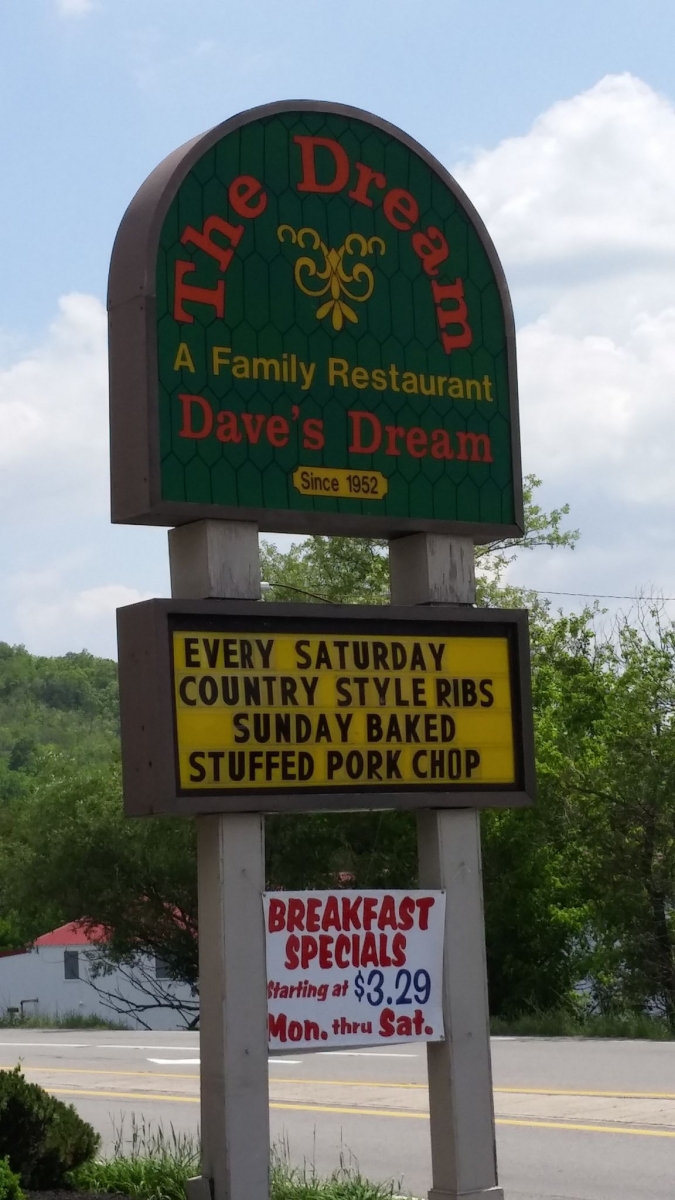 The Dream
A Family Restaurant
Dave's Dream
Since 1952
EVERY SATURDAY
COUNTRY STYLE RIBS
SUNDAY BAKED
STUFFED PORK CHOP
BREAKFAST
SPECIALS
Starting at $3.29
Mon. thru Sat.